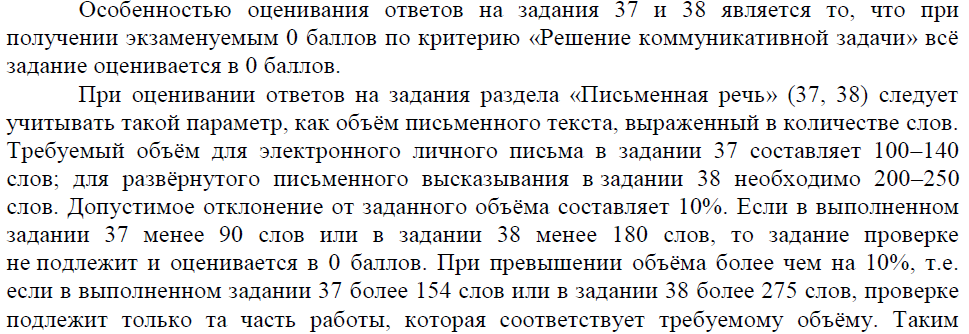 Особенностью оценивания ответов на задания 37 и 38 является то, что при
получении экзаменуемым 0 баллов по критерию «Решение коммуникативной задачи» всё
задание оценивается в 0 баллов.
При оценивании ответов на задания раздела «Письменная речь» (37, 38) следует
учитывать такой параметр, как объём письменного текста, выраженный в количестве слов.
Требуемый объём для электронного личного письма в задании 37 составляет 100–140
слов; для развёрнутого письменного высказывания в задании 38 необходимо 200–250
слов. Допустимое отклонение от заданного объёма составляет 10%. Если в выполненном
задании 37 менее 90 слов или в задании 38 менее 180 слов, то задание проверке
не подлежит и оценивается в 0 баллов. При превышении объёма более чем на 10%, т.е.
если в выполненном задании 37 более 154 слов или в задании 38 более 275 слов, проверке
подлежит только та часть работы, которая соответствует требуемому объёму. Таким